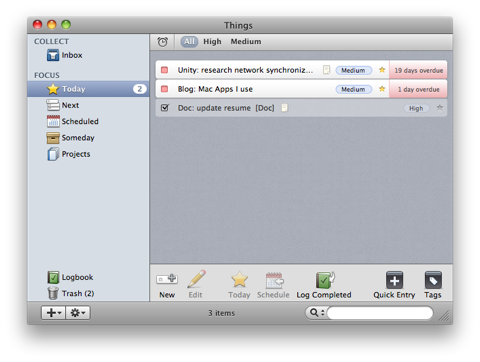 Things
COLLECT
Inbox
FOCUS
Today 2
Next
Scheduled
Someday
Projects
Logbook
Trash (2)
All High Medium
Unity: research network synchroniz... Medium 19 days overdue
Blog: Mac Apps I use Medium 1 day overdue
Doc: update resume [Doc] High
New Edit Today Schedule Log Completed Quick Entry Tags
3 items